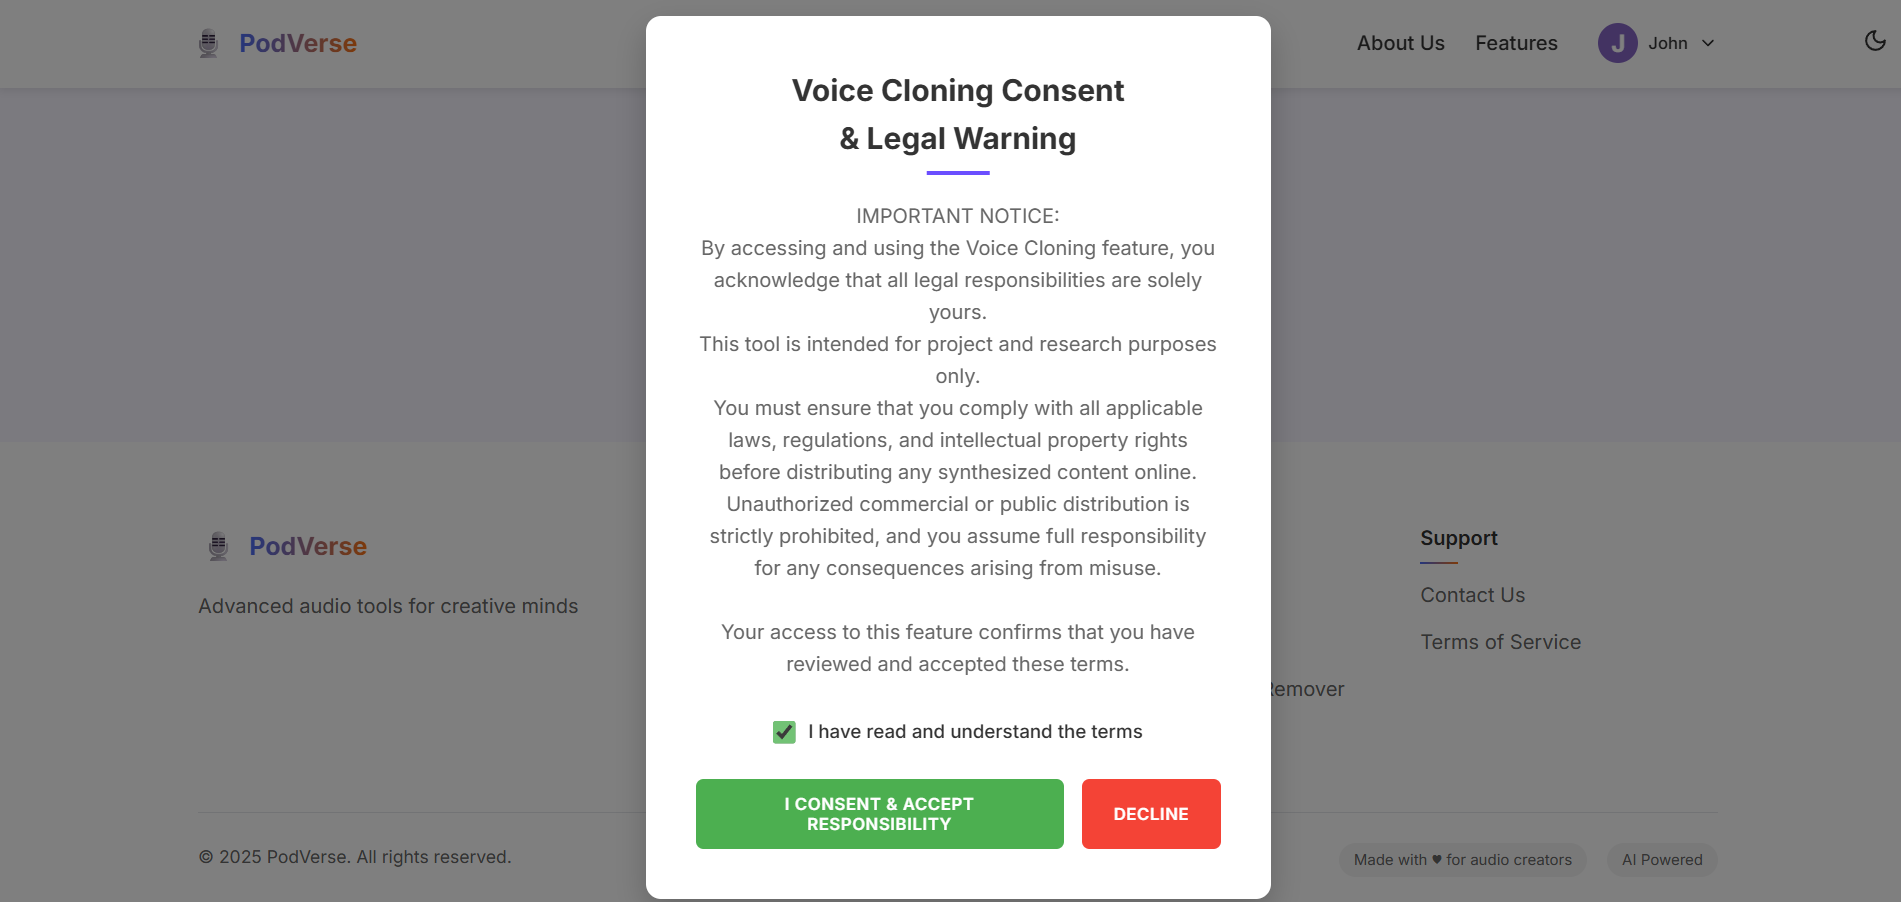 PodVerse
About Us
Features
J
John
Voice Cloning Consent
& Legal Warning
IMPORTANT NOTICE:
By accessing and using the Voice Cloning feature, you
acknowledge that all legal responsibilities are solely
yours.
This tool is intended for project and research purposes
only.
You must ensure that you comply with all applicable
laws, regulations, and intellectual property rights
before distributing any synthesized content online.
Unauthorized commercial or public distribution is
strictly prohibited, and you assume full responsibility
for any consequences arising from misuse.
Your access to this feature confirms that you have
reviewed and accepted these terms.
I have read and understand the terms
I CONSENT & ACCEPT
RESPONSIBILITY
DECLINE
PodVerse
Advanced audio tools for creative minds
Remover
Support
Contact Us
Terms of Service
© 2025 PodVerse. All rights reserved.
Made with ♥ for audio creators
AI Powered